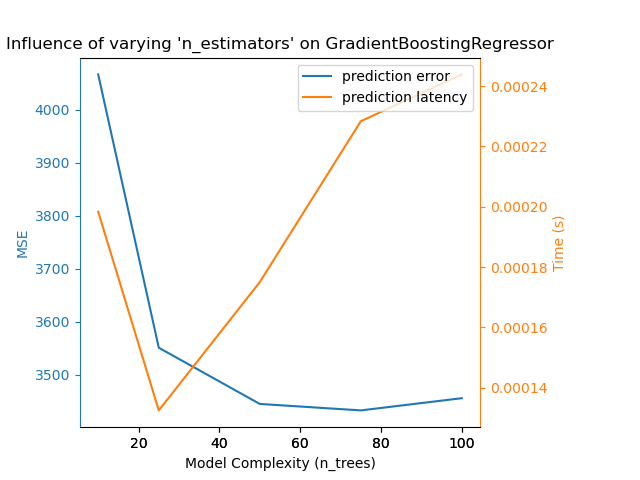 Influence of varying 'n_estimators' on GradientBoostingRegressor
prediction error
prediction latency
4000
3900
3800
3700
3600
3500
MSE
0.00024
0.00022
0.00020
0.00018
0.00016
0.00014
Time (s)
20 40 60 80 100
Model Complexity (n_trees)